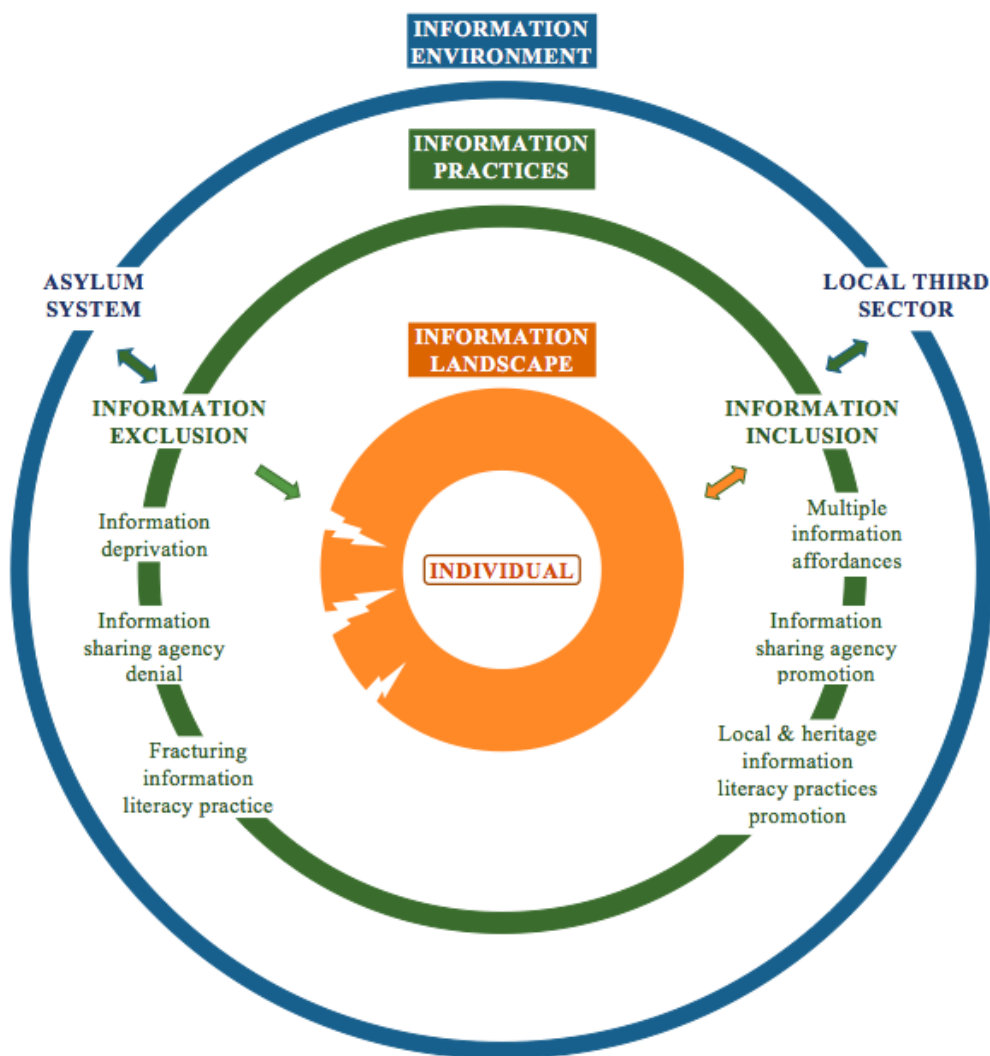 INFORMATION
ENVIRONMENT
INFORMATION
PRACTICES
ASYLUM
SYSTEM
LOCAL THIRD
SECTOR
INFORMATION
LANDSCAPE
INFORMATION
EXCLUSION
INFORMATION
INCLUSION
Information
deprivation
Multiple
information
affordances
INDIVIDUAL
Information
sharing agency
denial
Information
sharing agency
promotion
Fracturing
information
literacy practice
Local & heritage
information
literacy practices
promotion